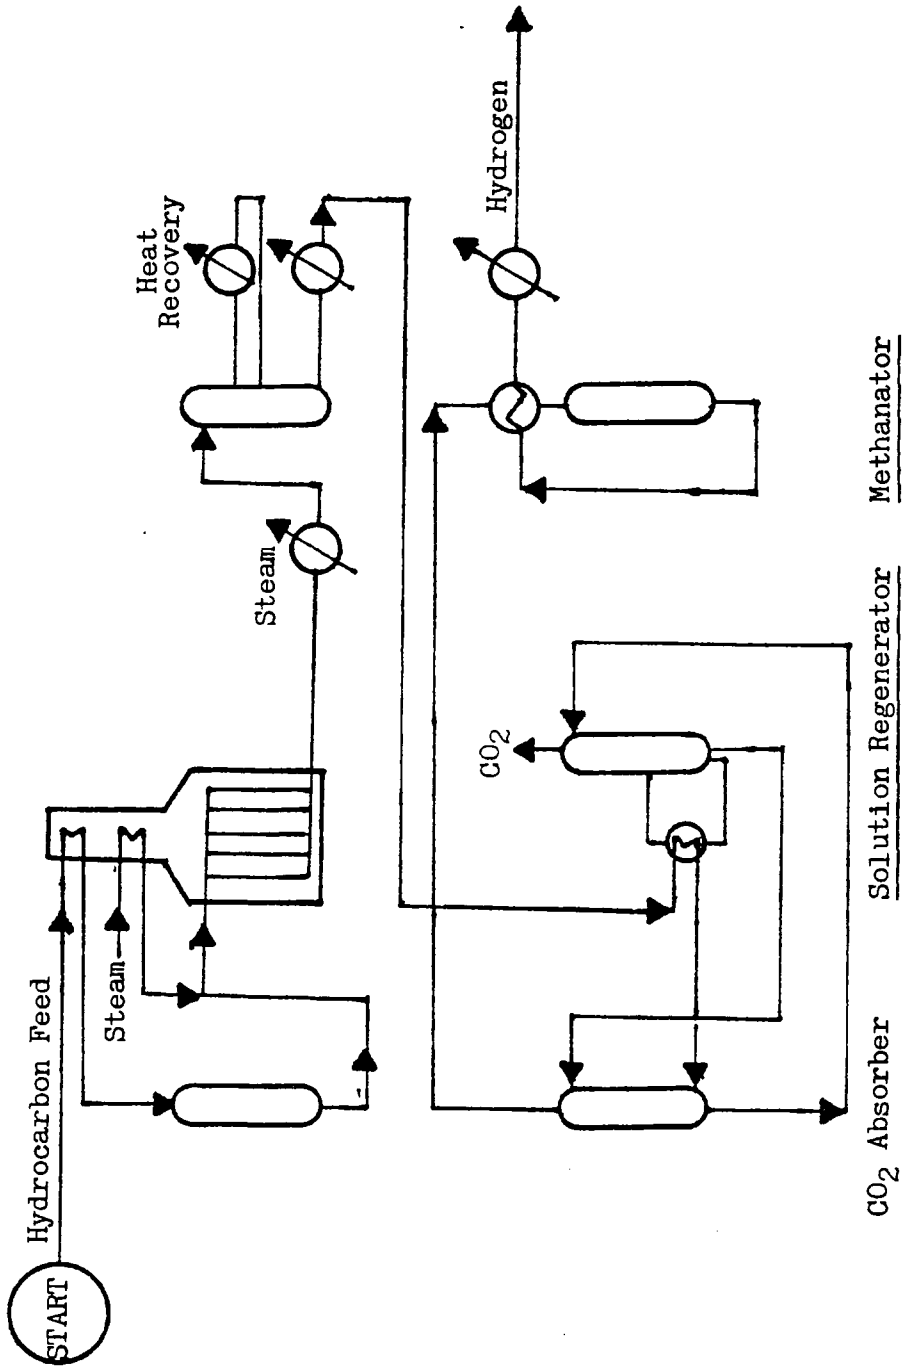 START
Hydrocarbon Feed
Steam
Steam
Heat
Recovery
CO2
Hydrogen
CO2 Absorber
Solution Regenerator
Methanator